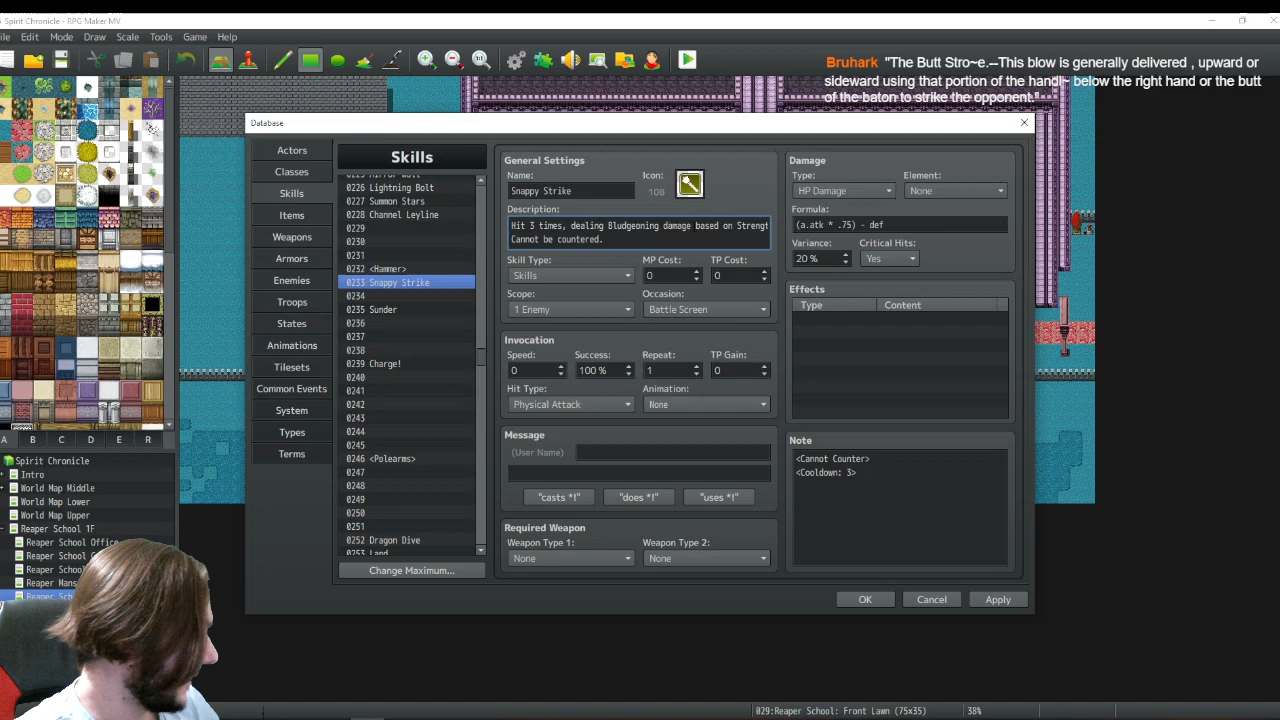 Spirit Chronicle - RPG Maker MV
Edit Mode Draw Scale Tools Game Help
Bruhark "The Butt Stro~e.--This blow is generally delivered , upward or
sideward using that portion of the handl~ below the right hand or the butt
of the baton to strike the opponent."
Database
Actors
Classes
Skills
Items
Weapons
Armors
Enemies
Troops
States
Animations
Tilesets
Common Events
System
Types
Terms
Skills
0226 Lightning Bolt
0227 Summon Stars
0228 Channel Leyline
0229
0230
0231
0232 <Hammer>
0233 Snappy Strike
0234
0235 Sunder
0236
0237
0238
0239 Charge!
0240
0241
0242
0243
0244
0245
0246 <Polearms>
0247
0248
0249
0250
0251
0252 Dragon Dive
0253 Land
Change Maximum...
General Settings
Name:
Icon:
Snappy Strike
108
Description:
Hit 3 times, dealing Bludgeoning damage based on Strengt
Cannot be countered.
Skill Type: MP Cost: TP Cost:
Skills 0 0
Scope: Occasion:
1 Enemy Battle Screen
Invocation
Speed: Success: Repeat: TP Gain:
0 100 % 1 0
Hit Type: Animation:
Physical Attack None
Message
(User Name)
"casts *!" "does *!" "uses *!"
Required Weapon
Weapon Type 1: Weapon Type 2:
None None
Damage
Type: Element:
HP Damage None
Formula:
(a.atk * .75) - def
Variance: Critical Hits:
20 % Yes
Effects
Type Content
Note
<Cannot Counter>
<Cooldown: 3>
OK Cancel Apply
A B C D E R
Spirit Chronicle
Intro
World Map Middle
World Map Lower
World Map Upper
Reaper School 1F
Reaper School Office
Reaper School
Reaper School
Reaper Mans
Reaper Sch
029:Reaper School: Front Lawn (75x35) 38%